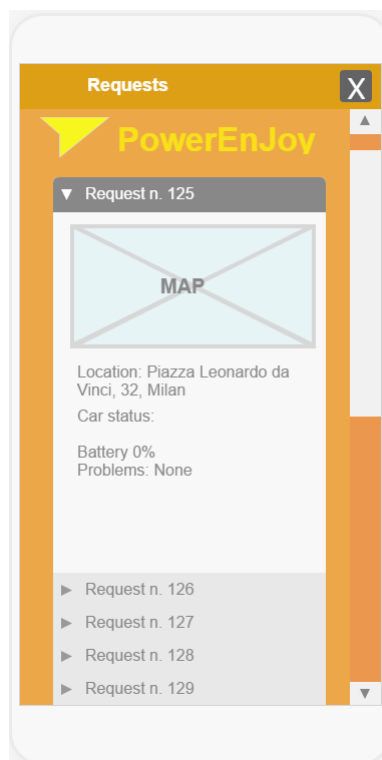 Requests
X
PowerEnJoy
Request n. 125
MAP
Location: Piazza Leonardo da
Vinci, 32, Milan
Car status:
Battery 0%
Problems: None
Request n. 126
Request n. 127
Request n. 128
Request n. 129